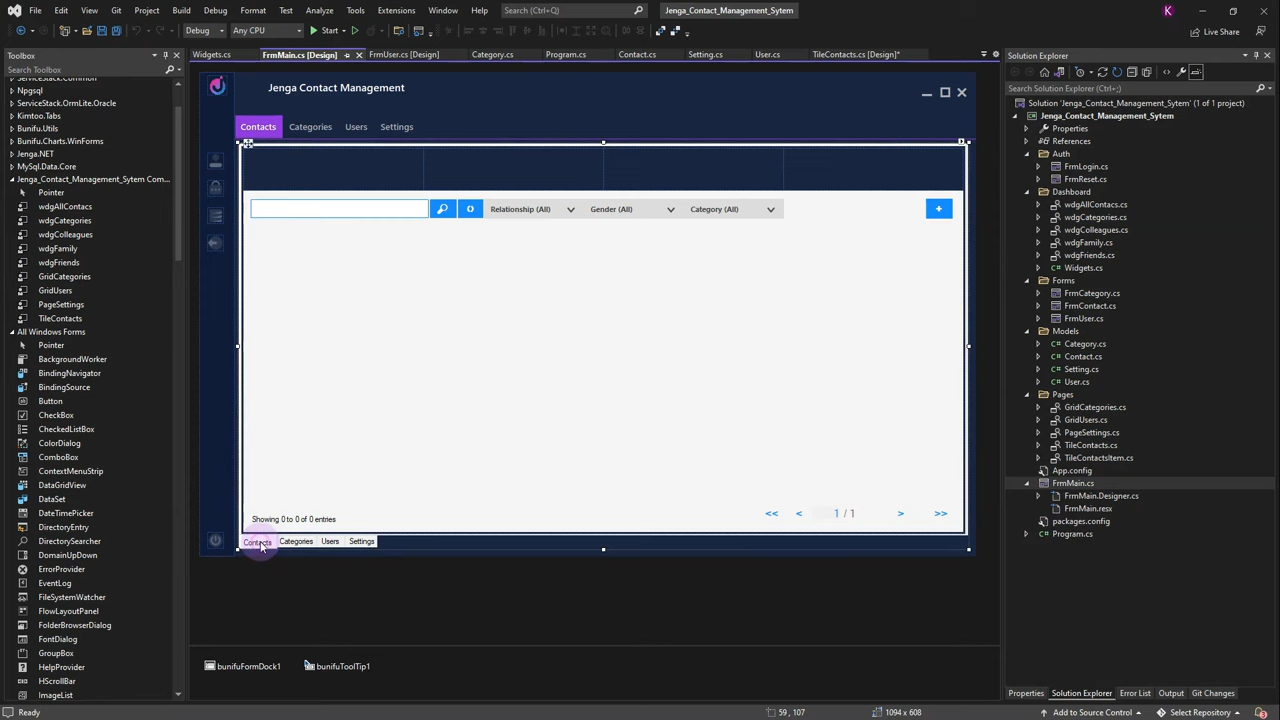 File Edit View Git Project Build Debug Format Test Analyze Tools Extensions Window Help Search (Ctrl+;) Jenga_Contact_Management_Sytem K
Debug Any CPU Start Live Share
Toolbox
Search Toolbox
ServiceStack.Common
Npgsql
ServiceStack.OrmLite.Oracle
Kimtoo.Tabs
Bunifu.Utils
Bunifu.Charts.WinForms
Jenga.NET
MySql.Data.Core
Jenga_Contact_Management_Sytem Com...
Pointer
wdgAllContacts
wdgCategories
wdgColleagues
wdgFamily
wdgFriends
GridCategories
GridUsers
PageSettings
TileContacts
All Windows Forms
Pointer
BackgroundWorker
BindingNavigator
BindingSource
Button
CheckBox
CheckedListBox
ColorDialog
ComboBox
ContextMenuStrip
DataGridView
DataSet
DateTimePicker
DirectoryEntry
DirectorySearcher
DomainUpDown
ErrorProvider
EventLog
FileSystemWatcher
FlowLayoutPanel
FolderBrowserDialog
FontDialog
GroupBox
HelpProvider
HScrollBar
ImageList
Widgets.cs FrmMain.cs [Design] FrmUser.cs [Design] Category.cs Program.cs Contact.cs Setting.cs User.cs TileContacts.cs [Design]*
Jenga Contact Management
Contacts Categories Users Settings
Relationship (All) Gender (All) Category (All) +
Showing 0 to 0 of 0 entries << < 1 / 1 > >>
Contacts Categories Users Settings
bunifuFormDock1 bunifuToolTip1
Solution Explorer
Search Solution Explorer (Ctrl+;)
Solution 'Jenga_Contact_Management_Sytem' (1 of 1 project)
Jenga_Contact_Management_Sytem
Properties
References
Auth
FrmLogin.cs
FrmReset.cs
Dashboard
wdgAllContacts.cs
wdgCategories.cs
wdgColleagues.cs
wdgFamily.cs
wdgFriends.cs
Widgets.cs
Forms
FrmCategory.cs
FrmContact.cs
FrmUser.cs
Models
Category.cs
Contact.cs
Setting.cs
User.cs
Pages
GridCategories.cs
GridUsers.cs
PageSettings.cs
TileContacts.cs
TileContactsItem.cs
App.config
FrmMain.cs
FrmMain.Designer.cs
FrmMain.resx
packages.config
Program.cs
Properties Solution Explorer Error List Output Git Changes
Ready 59 , 107 1094 x 608 Add to Source Control Select Repository